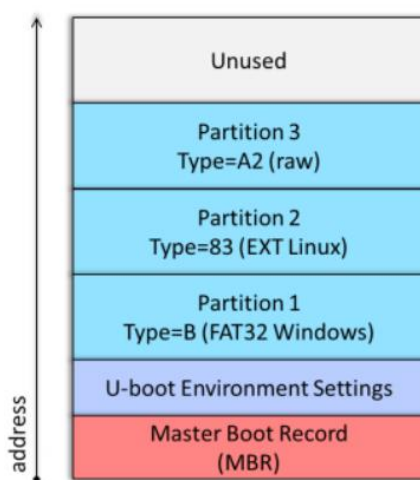 Unused
Partition 3
Type=A2 (raw)
Partition 2
Type=83 (EXT Linux)
Partition 1
Type=B (FAT32 Windows)
U-boot Environment Settings
Master Boot Record
(MBR)
address